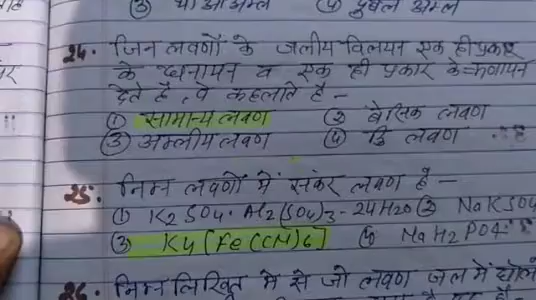 ③ द्विआअम्ल ④ दुर्बल अम्ल
24. जिन लवणों के जलीय विलयन एक ही प्रकार
के धनायन व एक ही प्रकार के ऋणायन
देते है, वे कहलाते है -
① सामान्य लवण ② बेसिक लवण
③ अम्लीय लवण ④ द्वि लवण
25. निम्न लवणों में संकर लवण है -
① K2SO4. Al2(SO4)3-24H2O ② NaKSO4
③ K4[Fe(CN)6] ④ NaH2PO4
26. निम्नलिखित में से जो लवण जल में घोल